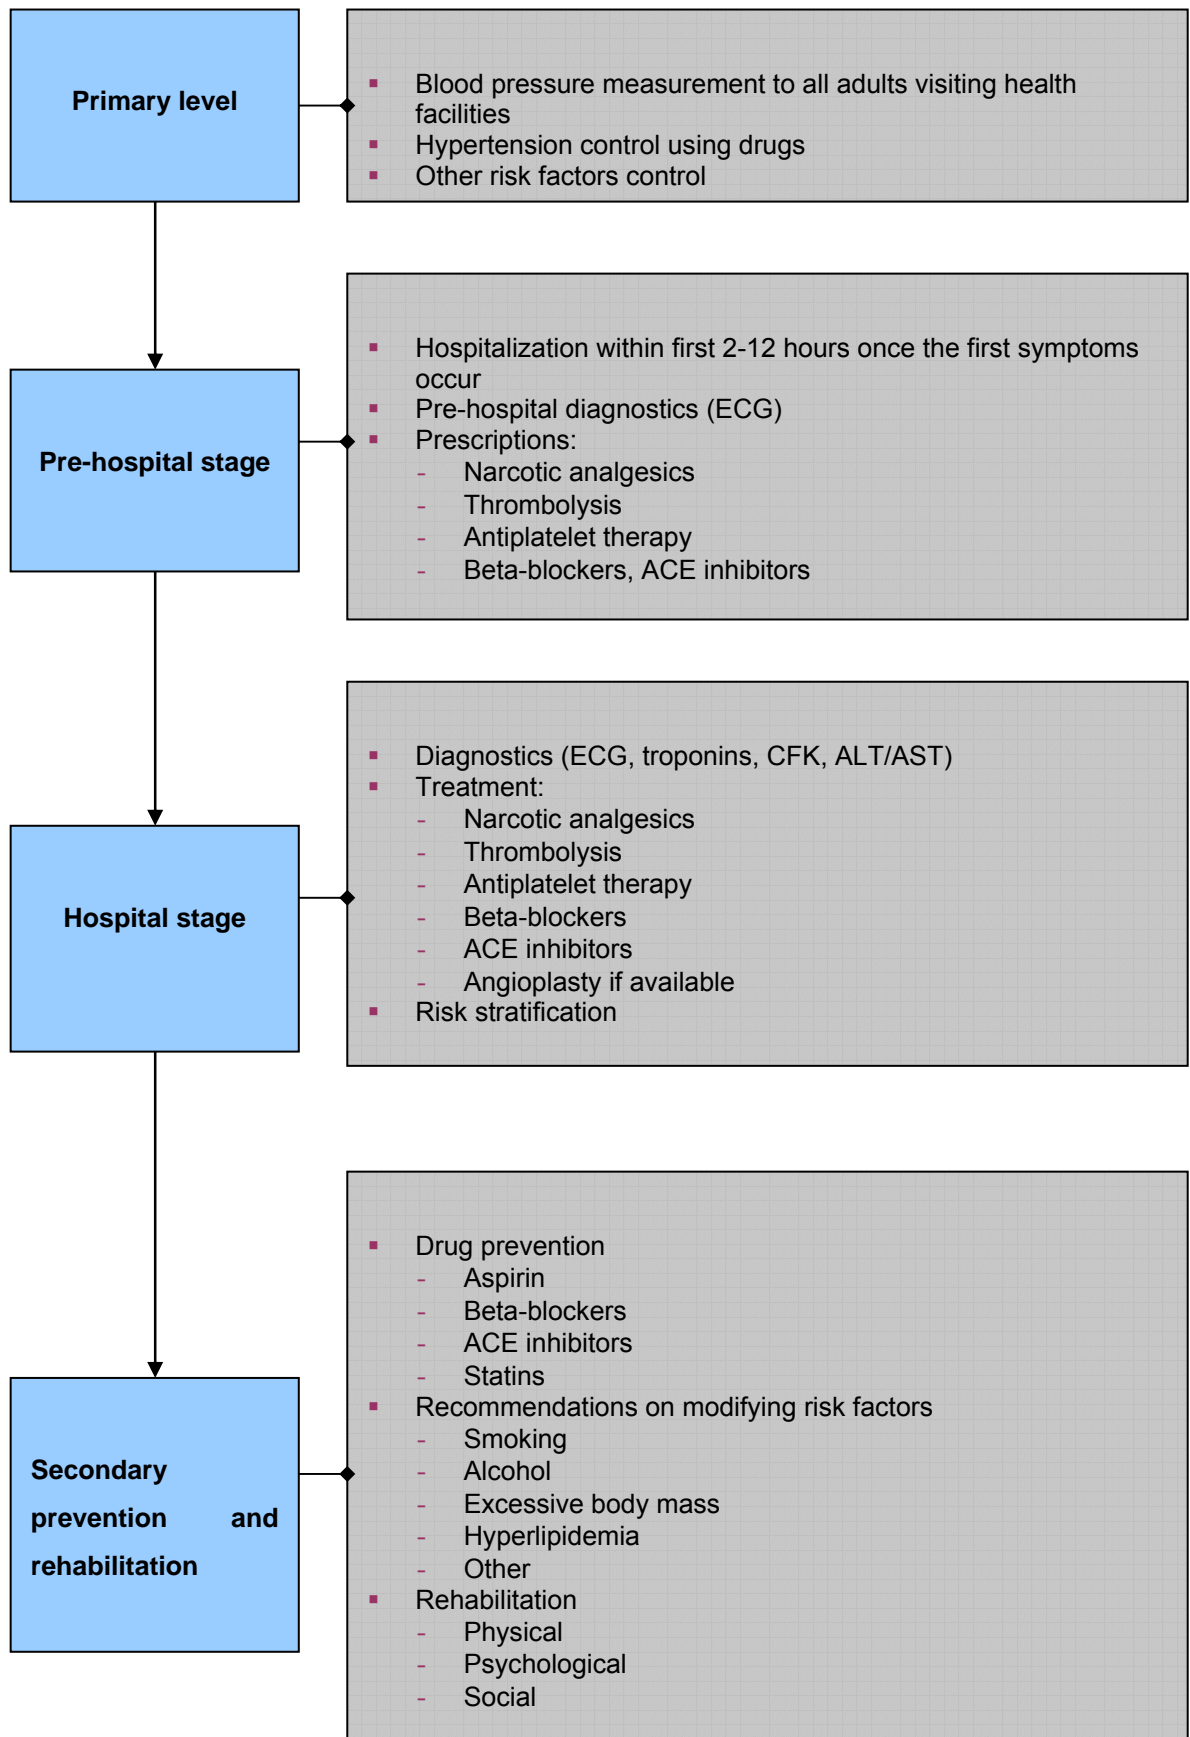 Primary level
▪ Blood pressure measurement to all adults visiting health
facilities
▪ Hypertension control using drugs
▪ Other risk factors control
Pre-hospital stage
▪ Hospitalization within first 2-12 hours once the first symptoms
occur
▪ Pre-hospital diagnostics (ECG)
▪ Prescriptions:
- Narcotic analgesics
- Thrombolysis
- Antiplatelet therapy
- Beta-blockers, ACE inhibitors
Hospital stage
▪ Diagnostics (ECG, troponins, CFK, ALT/AST)
▪ Treatment:
- Narcotic analgesics
- Thrombolysis
- Antiplatelet therapy
- Beta-blockers
- ACE inhibitors
- Angioplasty if available
▪ Risk stratification
Secondary
prevention and
rehabilitation
▪ Drug prevention
- Aspirin
- Beta-blockers
- ACE inhibitors
- Statins
▪ Recommendations on modifying risk factors
- Smoking
- Alcohol
- Excessive body mass
- Hyperlipidemia
- Other
▪ Rehabilitation
- Physical
- Psychological
- Social